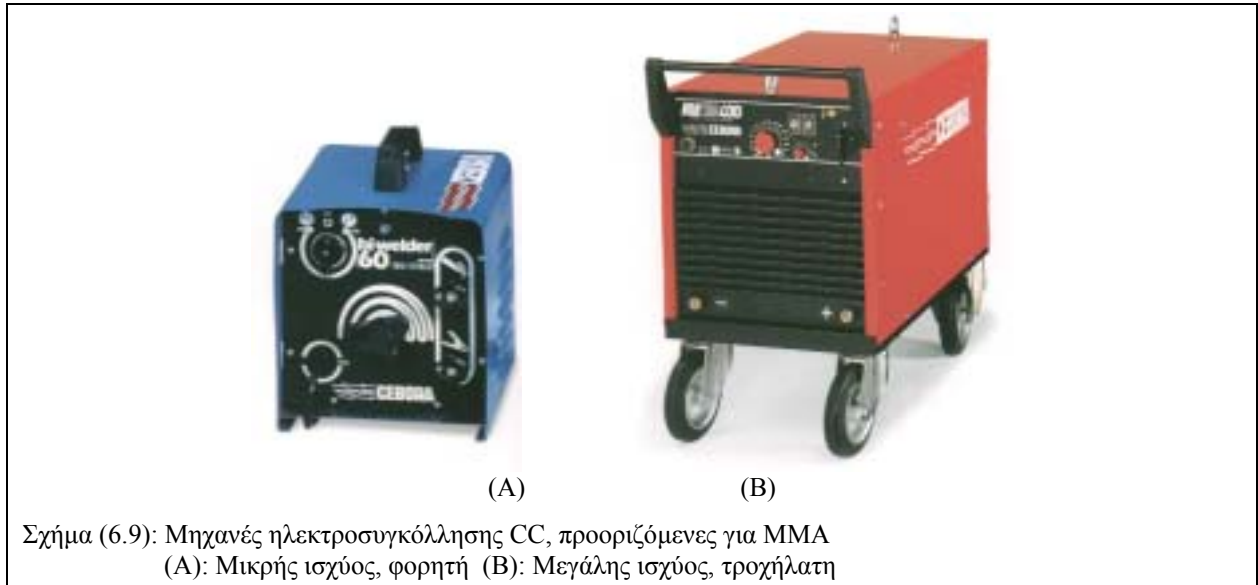 hi-welder
60
CEBORA
CEBORA
- +
(A) (B)
Σχήμα (6.9): Μηχανές ηλεκτροσυγκόλλησης CC, προοριζόμενες για MMA
(A): Μικρής ισχύος, φορητή (B): Μεγάλης ισχύος, τροχήλατη